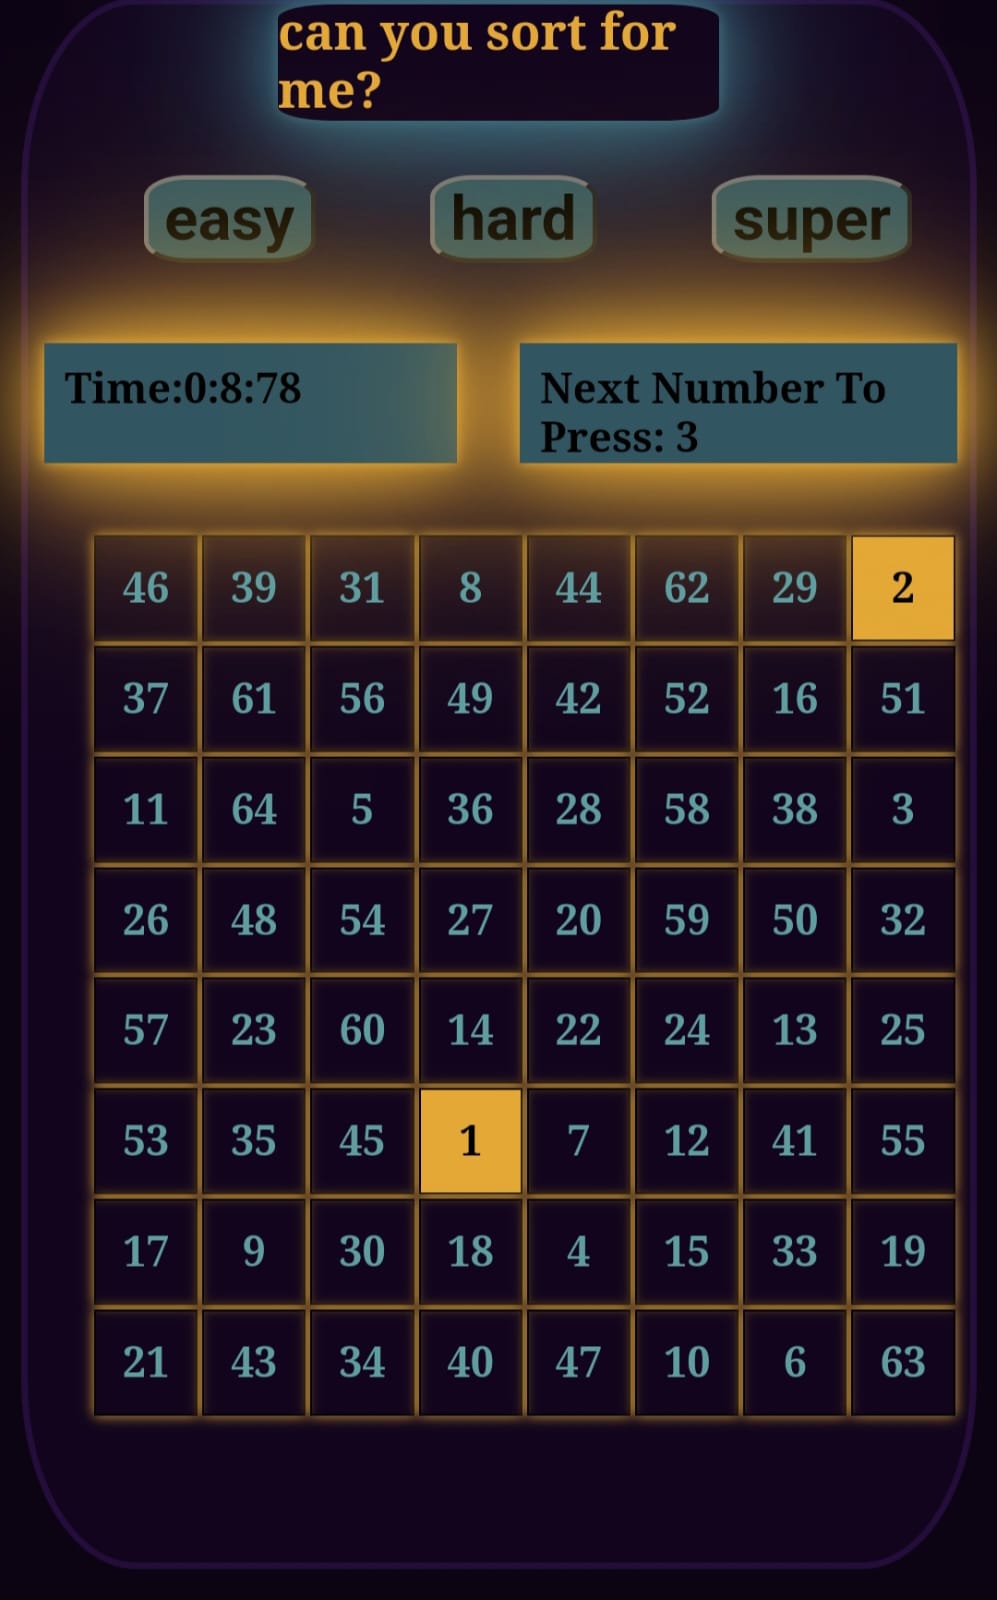 can you sort for
me?
easy hard super
Time:0:8:78
Next Number To
Press: 3
46 39 31 8 44 62 29 2
37 61 56 49 42 52 16 51
11 64 5 36 28 58 38 3
26 48 54 27 20 59 50 32
57 23 60 14 22 24 13 25
53 35 45 1 7 12 41 55
17 9 30 18 4 15 33 19
21 43 34 40 47 10 6 63